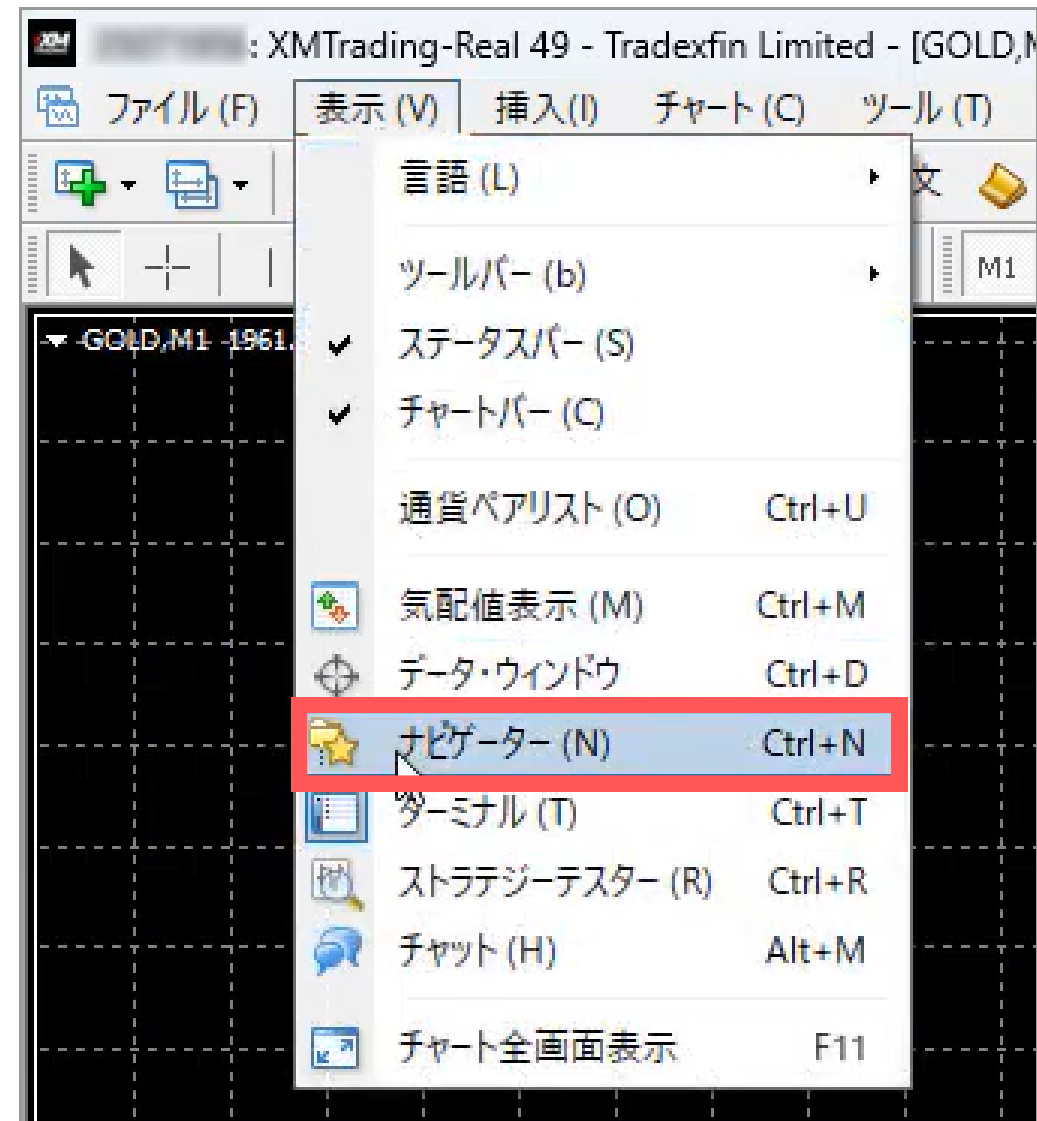 XM : XMTrading-Real 49 - Tradexfin Limited - [GOLD,M
ファイル (F) 表示 (V) 挿入(I) チャート (C) ツール (T)
言語 (L) 文
ツールバー (b) M1
GOLD,M1 1961. ステータスバー (S)
チャートバー (C)
通貨ペアリスト (O) Ctrl+U
気配値表示 (M) Ctrl+M
データ・ウィンドウ Ctrl+D
ナビゲーター (N) Ctrl+N
ターミナル (T) Ctrl+T
ストラテジーテスター (R) Ctrl+R
チャット (H) Alt+M
チャート全画面表示 F11